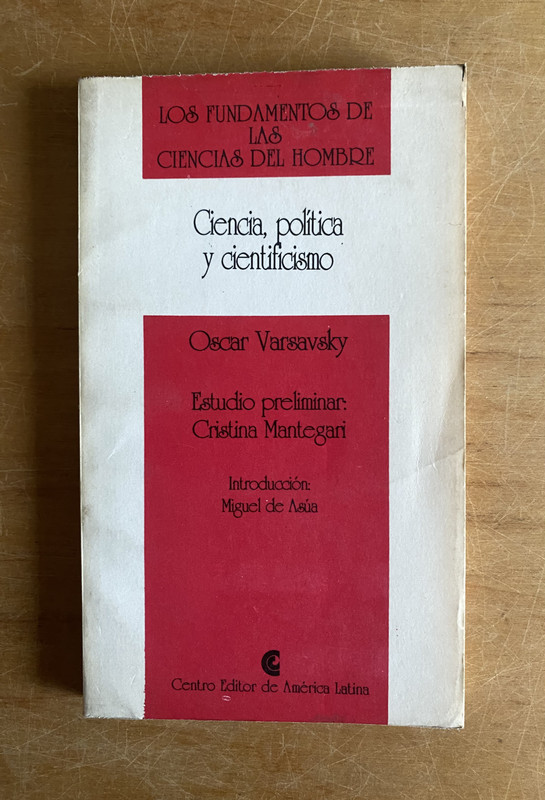 LOS FUNDAMENTOS DE
LAS
CIENCIAS DEL HOMBRE
Ciencia, política
y cientificismo
Oscar Varsavsky
Estudio preliminar:
Cristina Mantegari
Introducción:
Miguel de Asúa
Centro Editor de América Latina